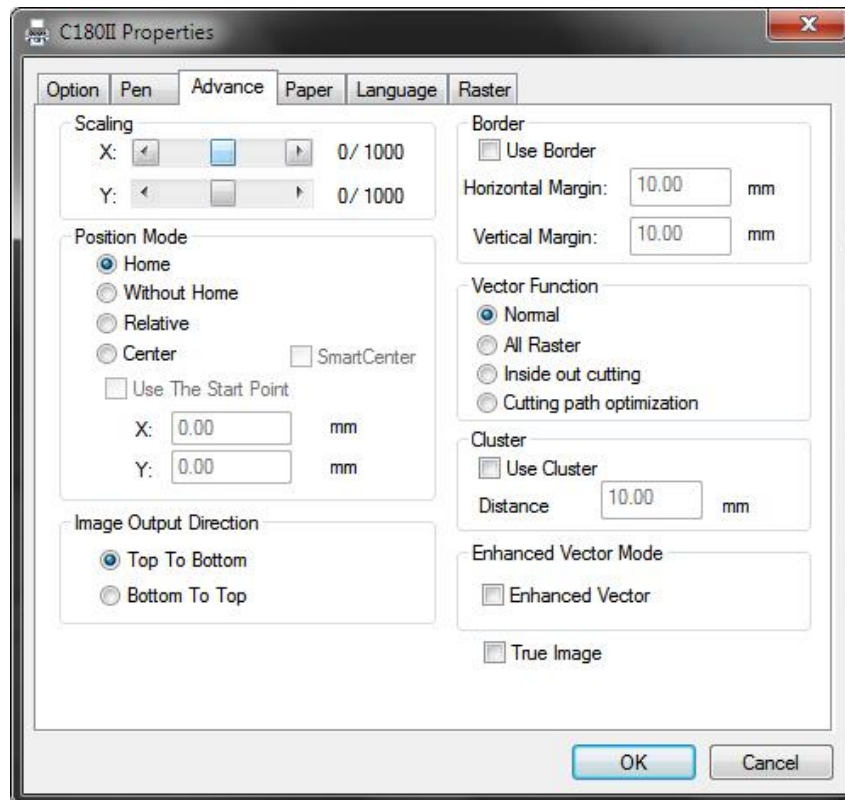 C180II Properties
Option Pen Advance Paper Language Raster
Scaling
X: 0/ 1000
Y: 0/ 1000
Position Mode
Home
Without Home
Relative
Center SmartCenter
Use The Start Point
X: 0.00 mm
Y: 0.00 mm
Image Output Direction
Top To Bottom
Bottom To Top
Border
Use Border
Horizontal Margin: 10.00 mm
Vertical Margin: 10.00 mm
Vector Function
Normal
All Raster
Inside out cutting
Cutting path optimization
Cluster
Use Cluster
Distance 10.00 mm
Enhanced Vector Mode
Enhanced Vector
True Image
OK Cancel